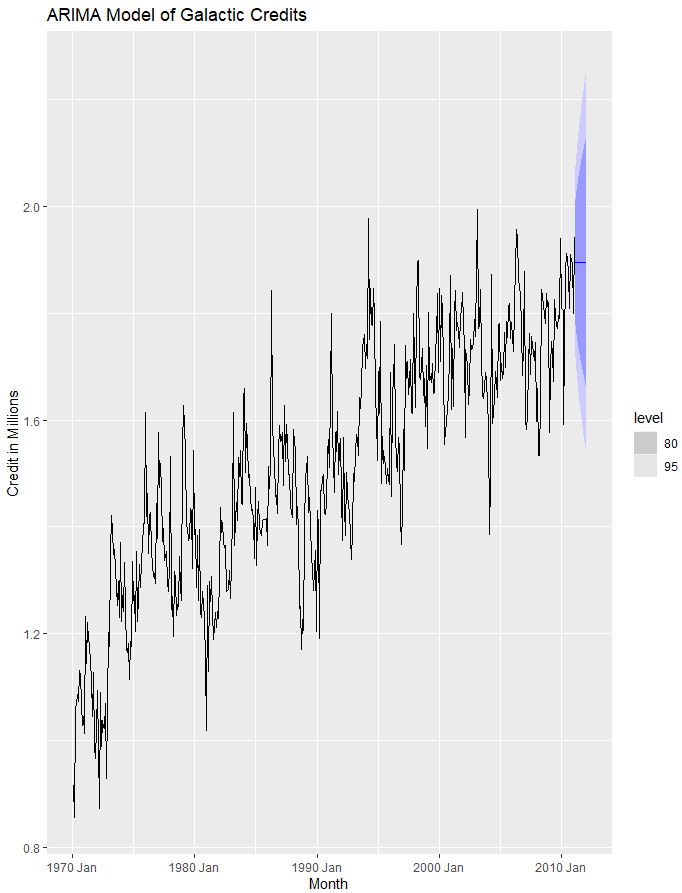 ARIMA Model of Galactic Credits
2.0
1.6
1.2
0.8
Credit in Millions
1970 Jan 1980 Jan 1990 Jan 2000 Jan 2010 Jan
Month
level
80
95